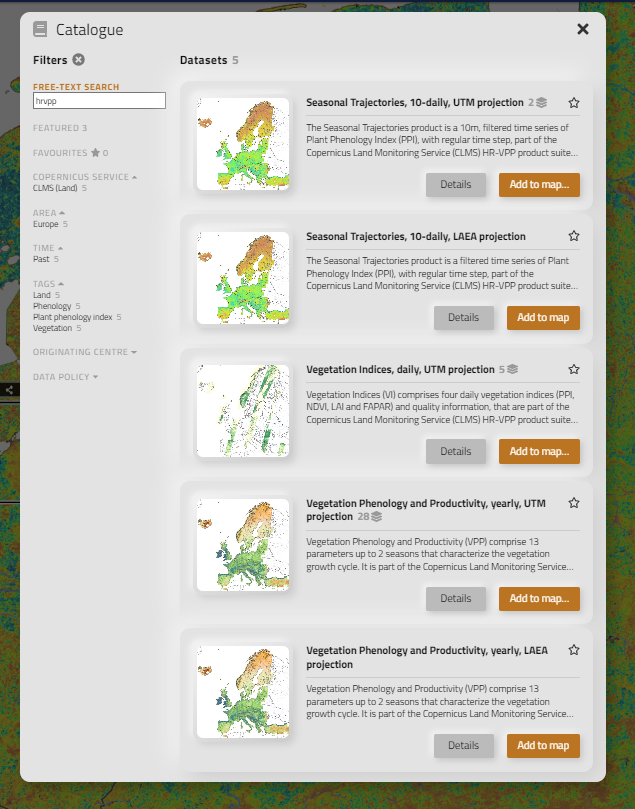 Catalogue
Filters
FREE-TEXT SEARCH
hrvpp
FEATURED 3
FAVOURITES 0
COPERNICUS SERVICE
CLMS (Land) 5
AREA
Europe 5
TIME
Past 5
TAGS
Land 5
Phenology 5
Plant phenology index 5
Vegetation 5
ORIGINATING CENTRE
DATA POLICY
Datasets 5
Seasonal Trajectories, 10-daily, UTM projection 2
The Seasonal Trajectories product is a 10m, filtered time series of
Plant Phenology Index (PPI), with regular time step, part of the
Copernicus Land Monitoring Service (CLMS) HR-VPP product suite...
Details
Add to map...
Seasonal Trajectories, 10-daily, LAEA projection
The Seasonal Trajectories product is a filtered time series of Plant
Phenology Index (PPI), with regular time step, part of the
Copernicus Land Monitoring Service (CLMS) HR-VPP product suite...
Details
Add to map
Vegetation Indices, daily, UTM projection 5
Vegetation Indices (VI) comprises four daily vegetation indices (PPI,
NDVI, LAI and FAPAR) and quality information, that are part of the
Copernicus Land Monitoring Service (CLMS) HR-VPP product suite...
Details
Add to map...
Vegetation Phenology and Productivity, yearly, UTM
projection 28
Vegetation Phenology and Productivity (VPP) comprise 13
parameters up to 2 seasons that characterize the vegetation
growth cycle. It is part of the Copernicus Land Monitoring Service...
Details
Add to map...
Vegetation Phenology and Productivity, yearly, LAEA
projection
Vegetation Phenology and Productivity (VPP) comprise 13
parameters up to 2 seasons that characterize the vegetation
growth cycle. It is part of the Copernicus Land Monitoring Service...
Details
Add to map